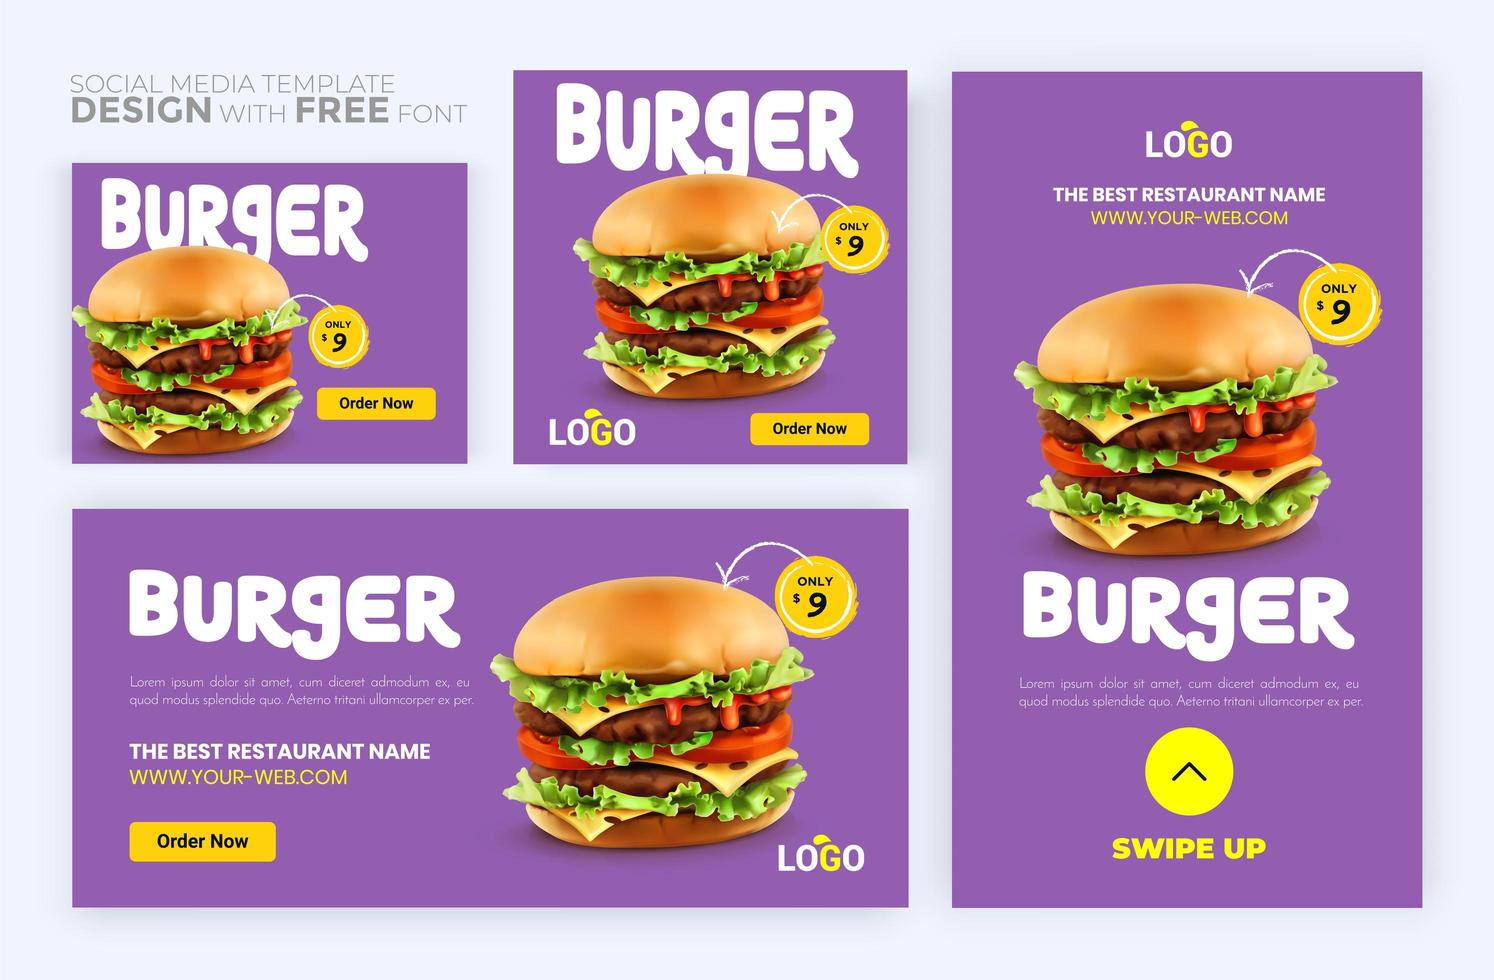 SOCIAL MEDIA TEMPLATE
DESIGN WITH FREE FONT
BURGER
ONLY
$ 9
Order Now
BURGER
ONLY
$ 9
LOGO
Order Now
BURGER
Lorem ipsum dolor sit amet, cum dicant ex, eu
quod modus splendide quo. Aeterno tritani ullamcorper ex per.
THE BEST RESTAURANT NAME
WWW.YOUR-WEB.COM
Order Now
ONLY
$ 9
LOGO
LOGO
THE BEST RESTAURANT NAME
WWW.YOUR-WEB.COM
ONLY
$ 9
BURGER
Lorem ipsum dolor sit amet, cum dicant ex, eu
quod modus splendide quo. Aeterno tritani ullamcorper ex per.
SWIPE UP